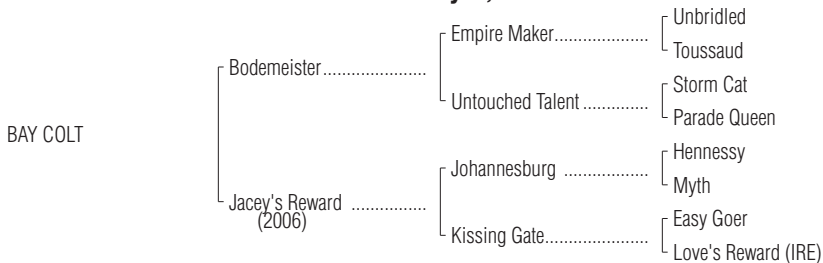 Unbridled
Empire Maker......................
Toussaud
Bodemeister......................
Storm Cat
Untouched Talent ...............
Parade Queen
BAY COLT
Hennessy
Johannesburg ...................
Myth
Jacey's Reward ................
(2006)
Easy Goer
Kissing Gate.......................
Love's Reward (IRE)